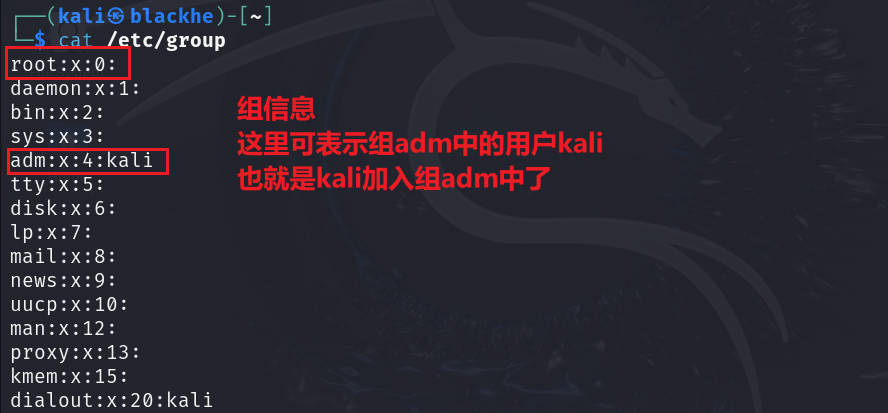 ┌──(kali㉿blackhe)-[~]
└─$ cat /etc/group
root:x:0:
daemon:x:1:
bin:x:2:
sys:x:3:
adm:x:4:kali
tty:x:5:
disk:x:6:
lp:x:7:
mail:x:8:
news:x:9:
uucp:x:10:
man:x:12:
proxy:x:13:
kmem:x:15:
dialout:x:20:kali
组信息
这里可表示组adm中的用户kali
也就是kali加入组adm中了